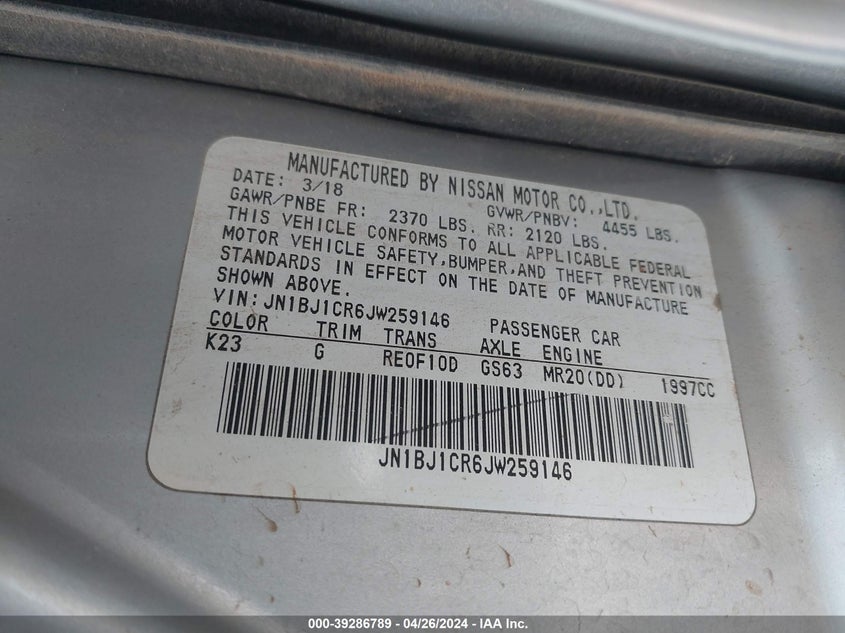 MANUFACTURED BY NISSAN MOTOR CO.,LTD.
DATE: 3/18 GVWR/PNBV: 4455 LBS.
GAWR/PNBE FR: 2370 LBS. RR: 2120 LBS.
THIS VEHICLE CONFORMS TO ALL APPLICABLE FEDERAL
MOTOR VEHICLE SAFETY,BUMPER,AND THEFT PREVENTION
STANDARDS IN EFFECT ON THE DATE OF MANUFACTURE
SHOWN ABOVE.
VIN:JN1BJ1CR6JW259146 PASSENGER CAR
COLOR TRIM TRANS AXLE ENGINE
K23 G RE0F10D GS63 MR20(DD) 1997CC
JN1BJ1CR6JW259146
000-39286789 - 04/26/2024 - IAA Inc.